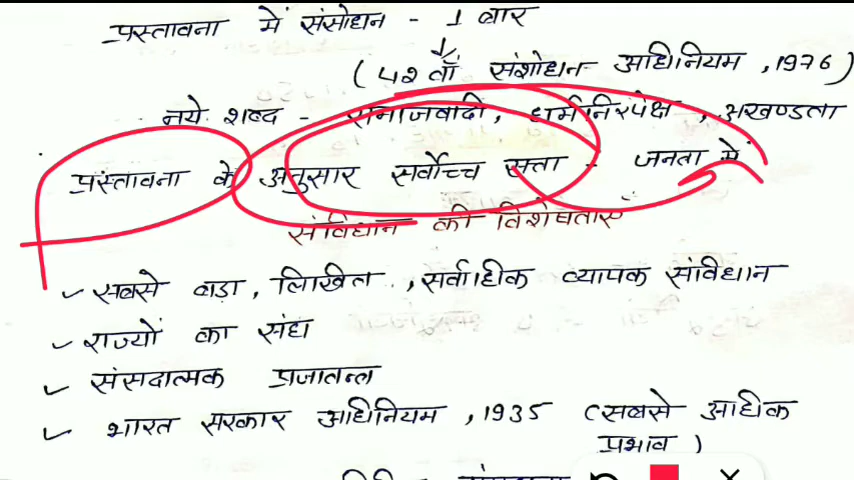 प्रस्तावना में संसोधन - 1 बार
(42 वाँ संशोधन अधिनियम, 1976)
नये शब्द - समाजवादी, धर्मनिरपेक्ष, अखण्डता
प्रस्तावना के अनुसार सर्वोच्च सत्ता - जनता में
संविधान की विशेषताएँ
✓ सबसे बड़ा, लिखित, सर्वाधिक व्यापक संविधान
✓ राज्यों का संघ
✓ संसदात्मक प्रजातन्त्र
✓ भारत सरकार अधिनियम, 1935 (सबसे अधिक
प्रभाव)